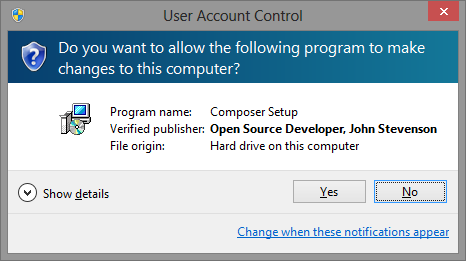 User Account Control
Do you want to allow the following program to make
changes to this computer?
Program name: Composer Setup
Verified publisher: Open Source Developer, John Stevenson
File origin: Hard drive on this computer
Show details
Yes
No
Change when these notifications appear